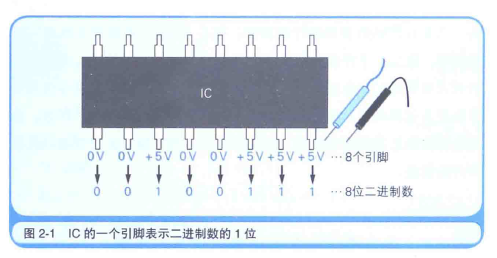 IC
0V 0V +5V 0V 0V +5V +5V +5V …8个引脚
0 0 1 0 0 1 1 1 …8位二进制数
图 2-1 IC 的一个引脚表示二进制数的 1 位